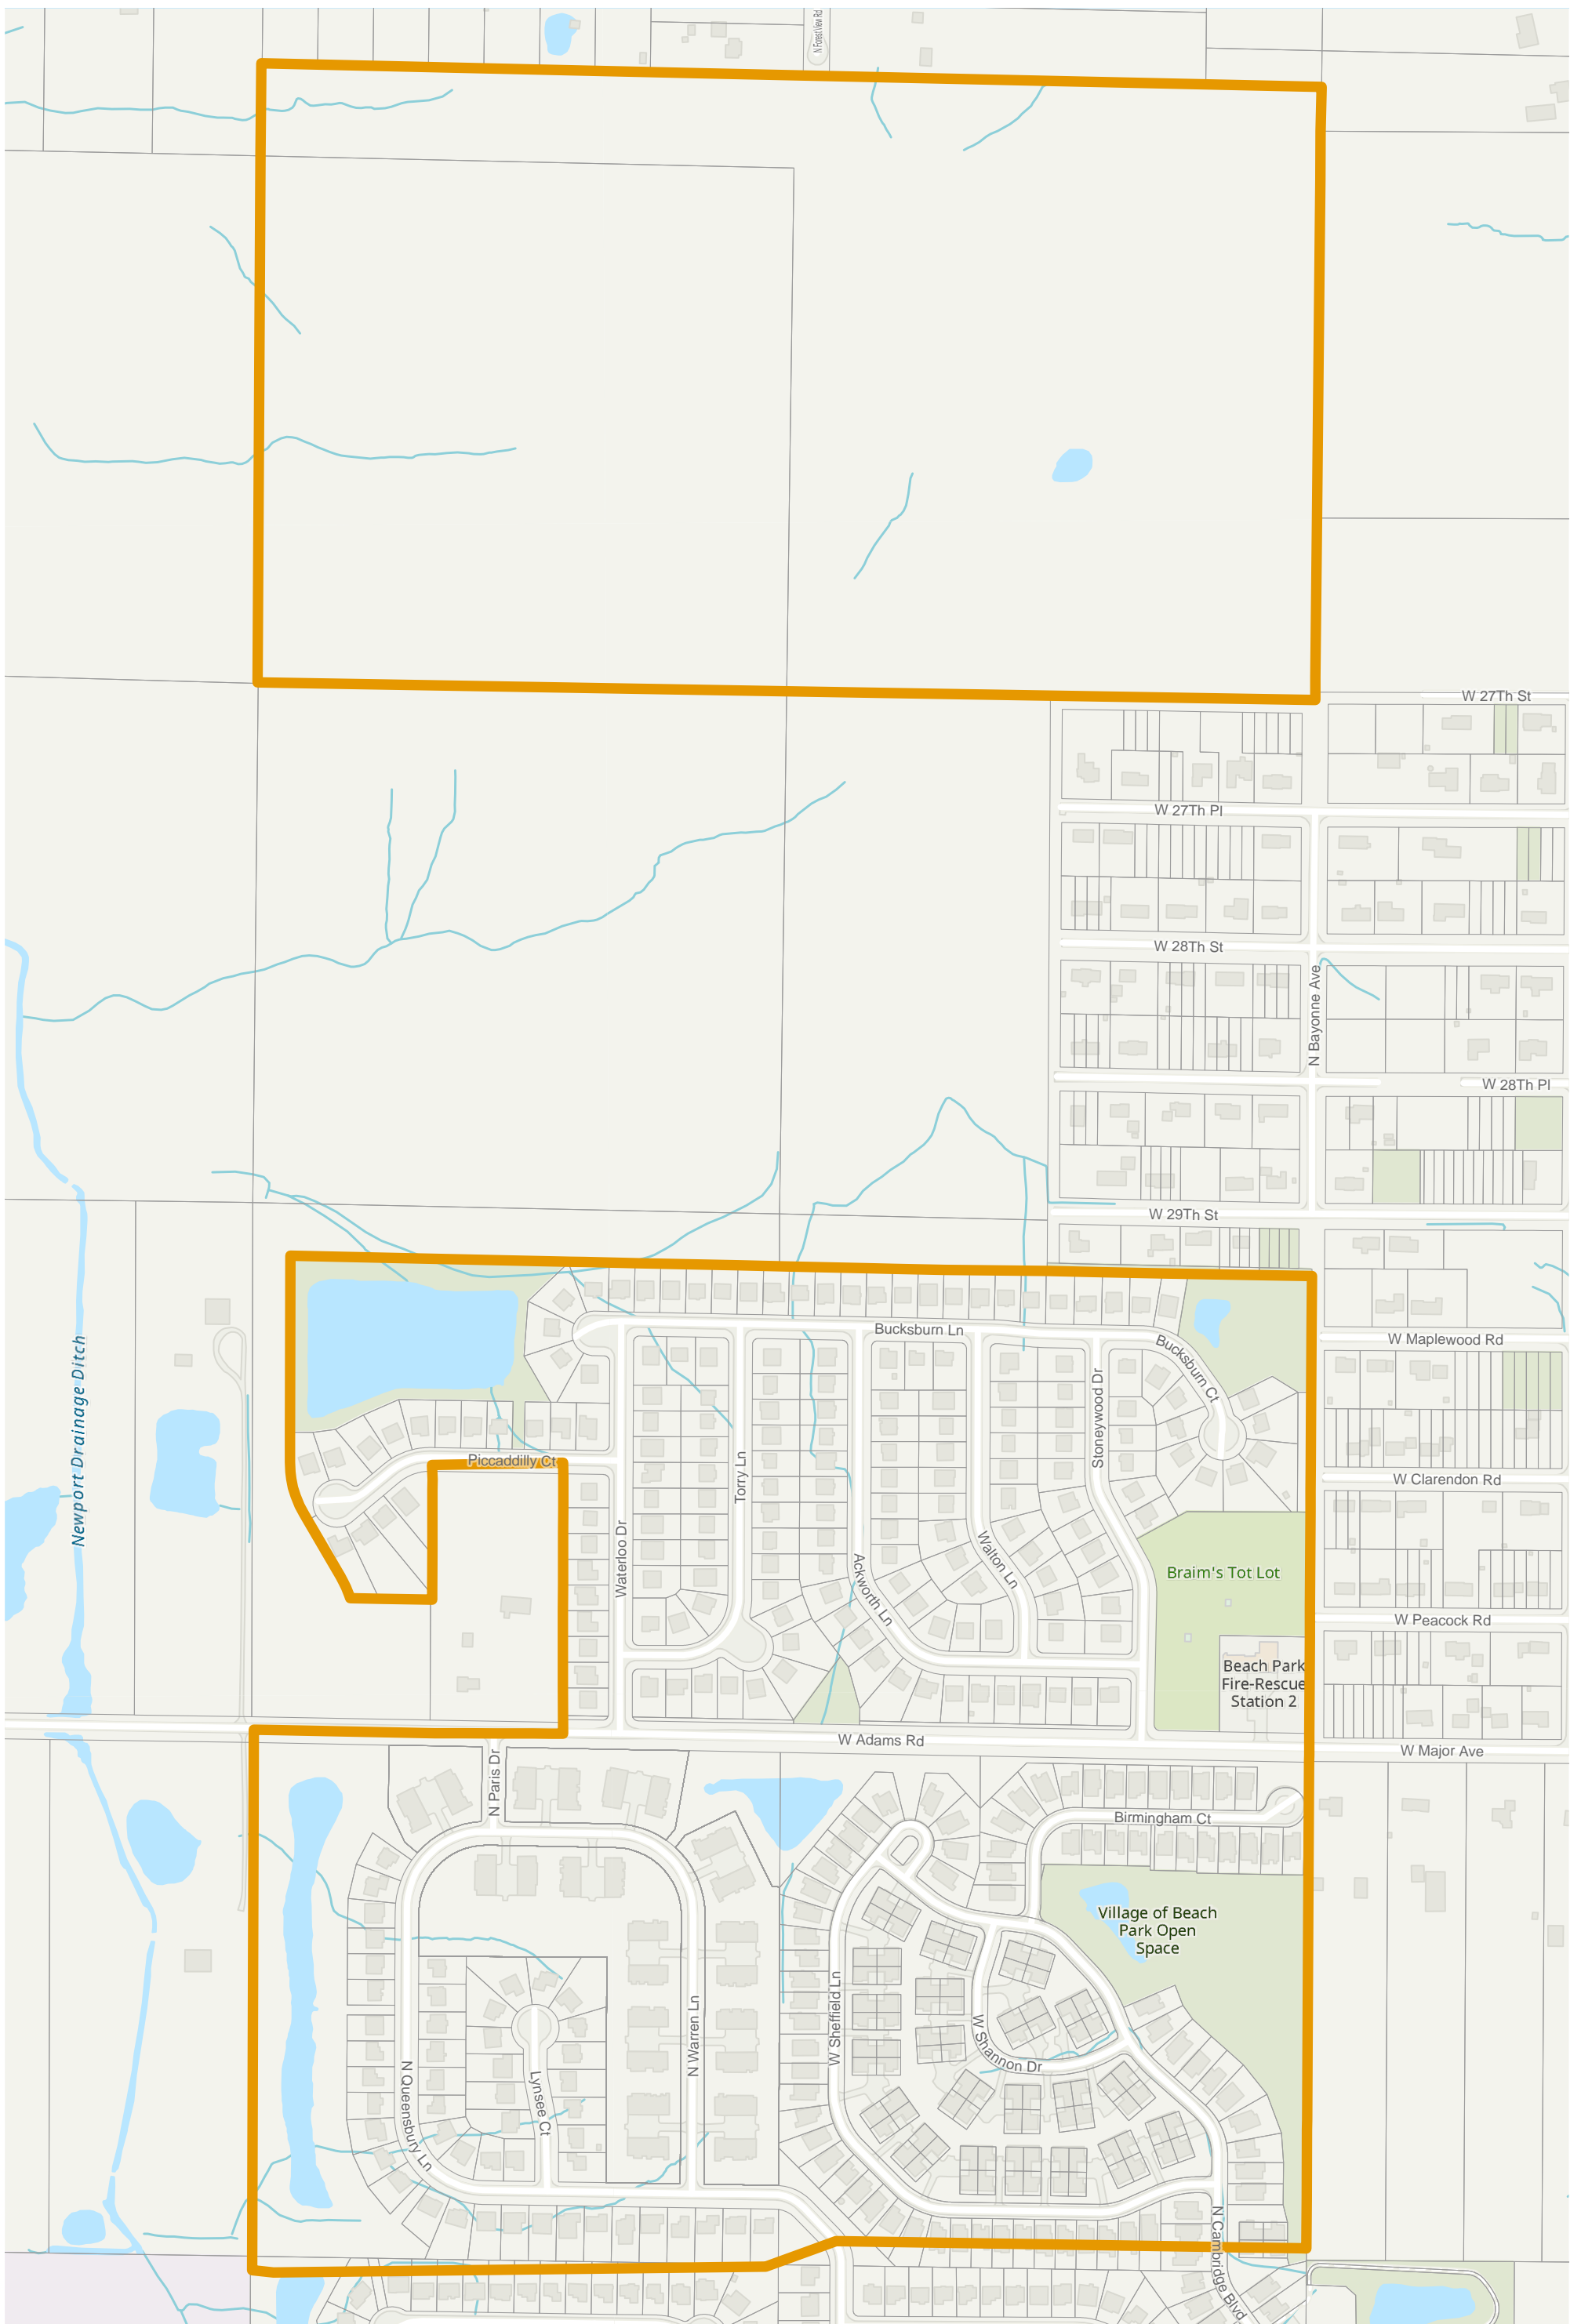 N Forest View Rd
W 27Th St
W 27Th Pl
W 28Th St
N Bayonne Ave
W 28Th Pl
W 29Th St
Newport Drainage Ditch
Bucksburn Ln
Bucksburn Ct
W Maplewood Rd
Stoneywood Dr
Piccadilly Ct
Torry Ln
W Clarendon Rd
Waterloo Dr
Ackworth Ln
Walton Ln
Braim's Tot Lot
W Peacock Rd
Beach Park
Fire-Rescue
Station 2
W Adams Rd
W Major Ave
N Paris Dr
Birmingham Ct
Village of Beach
Park Open
Space
W Sheffield Ln
N Warren Ln
W Shannon Dr
N Queensbury Ln
Lynsee Ct
N Cambridge Blvd